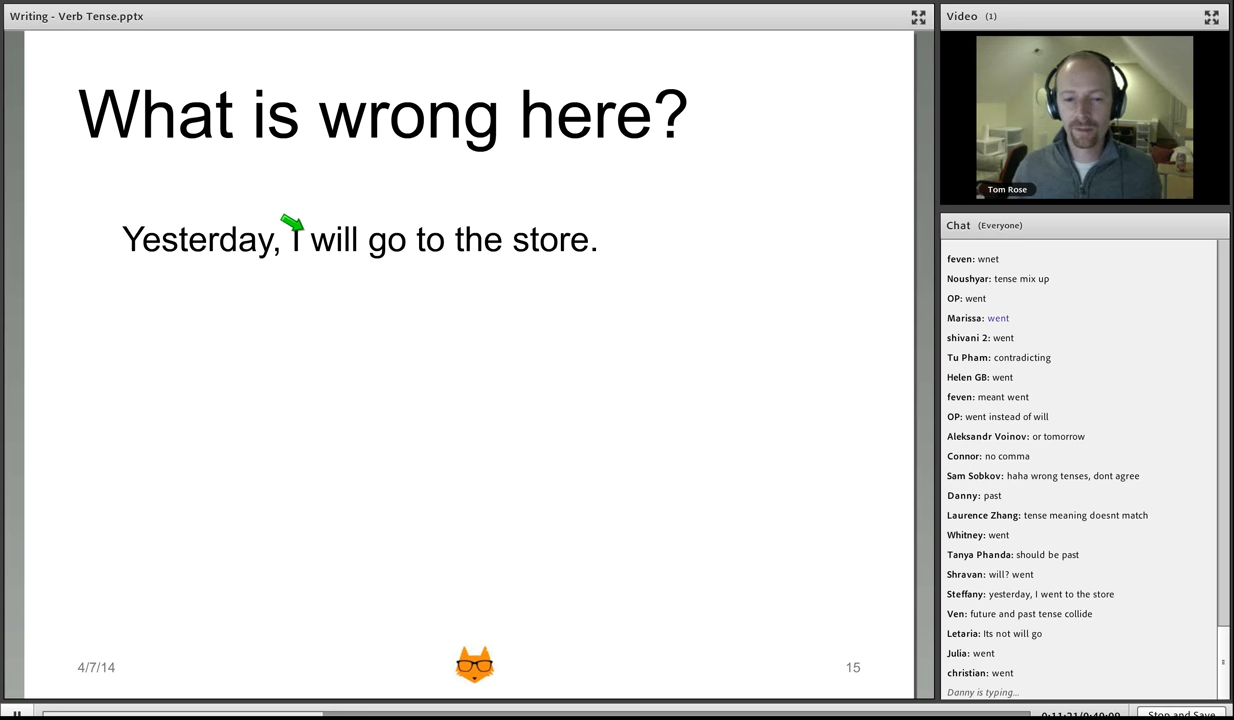 Writing - Verb Tense.pptx
What is wrong here?
Yesterday, I will go to the store.
4/7/14
15
Video (1)
Tom Rose
Chat (Everyone)
feven: wnet
Noushyar: tense mix up
OP: went
Marissa: went
shivani 2: went
Tu Pham: contradicting
Helen GB: went
feven: meant went
OP: went instead of will
Aleksandr Voinov: or tomorrow
Connor: no comma
Sam Sobkov: haha wrong tenses, dont agree
Danny: past
Laurence Zhang: tense meaning doesnt match
Whitney: went
Tanya Phanda: should be past
Shravan: will? went
Steffany: yesterday, I went to the store
Ven: future and past tense collide
Letaria: Its not will go
Julia: went
christian: went
Danny is typing...
Stop and Save